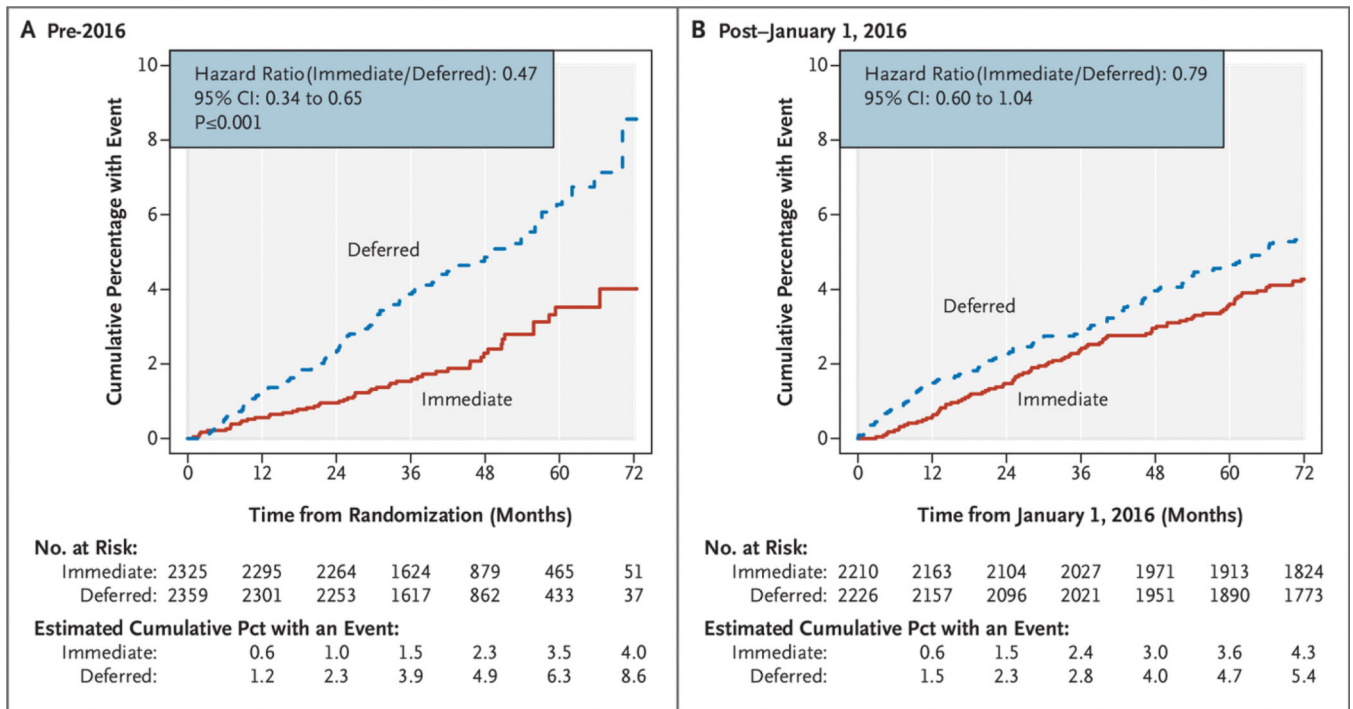 A Pre-2016
Hazard Ratio (Immediate/Deferred): 0.47
95% CI: 0.34 to 0.65
P≤0.001
Cumulative Percentage with Event
10
8
6
4
2
0
Deferred
Immediate
0 12 24 36 48 60 72
Time from Randomization (Months)
No. at Risk:
Immediate: 2325 2295 2264 1624 879 465 51
Deferred: 2359 2301 2253 1617 862 433 37
Estimated Cumulative Pct with an Event:
Immediate: 0.6 1.0 1.5 2.3 3.5 4.0
Deferred: 1.2 2.3 3.9 4.9 6.3 8.6
B Post–January 1, 2016
Hazard Ratio (Immediate/Deferred): 0.79
95% CI: 0.60 to 1.04
Cumulative Percentage with Event
10
8
6
4
2
0
Deferred
Immediate
0 12 24 36 48 60 72
Time from January 1, 2016 (Months)
No. at Risk:
Immediate: 2210 2163 2104 2027 1971 1913 1824
Deferred: 2226 2157 2096 2021 1951 1890 1773
Estimated Cumulative Pct with an Event:
Immediate: 0.6 1.5 2.4 3.0 3.6 4.3
Deferred: 1.5 2.3 2.8 4.0 4.7 5.4